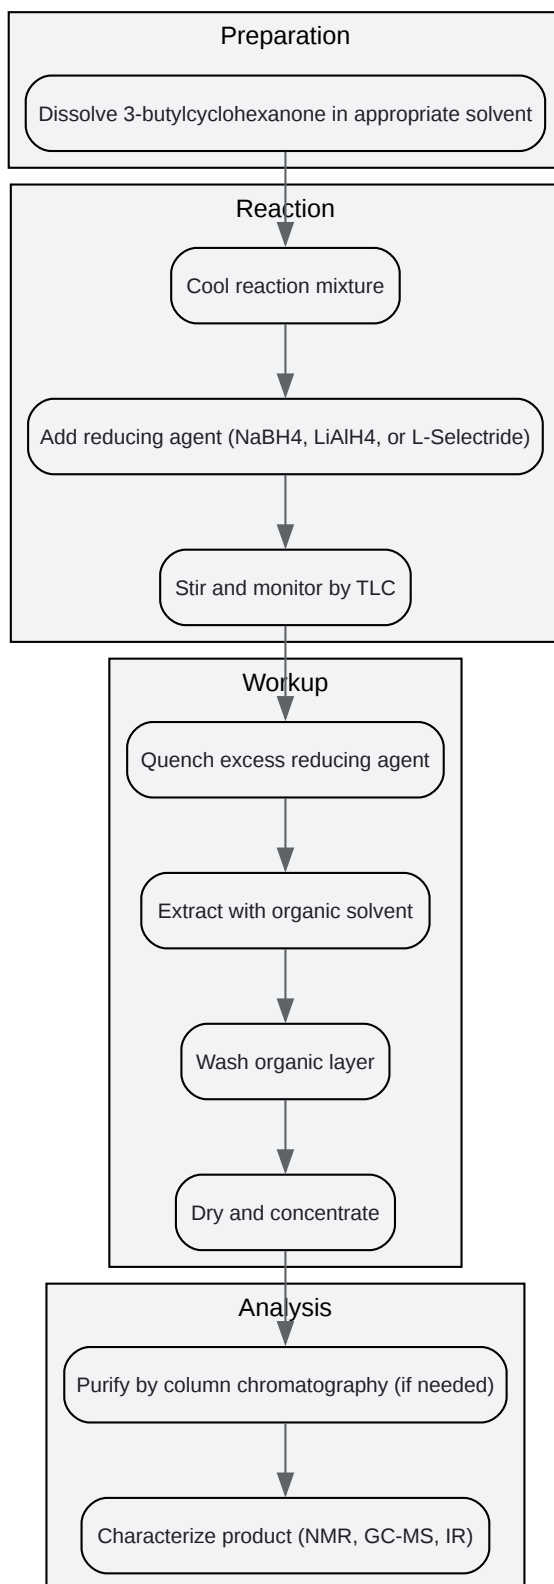 Preparation
Dissolve 3-butylcyclohexanone in appropriate solvent
Reaction
Cool reaction mixture
Add reducing agent (NaBH4, LiAlH4, or L-Selectride)
Stir and monitor by TLC
Workup
Quench excess reducing agent
Extract with organic solvent
Wash organic layer
Dry and concentrate
Analysis
Purify by column chromatography (if needed)
Characterize product (NMR, GC-MS, IR)